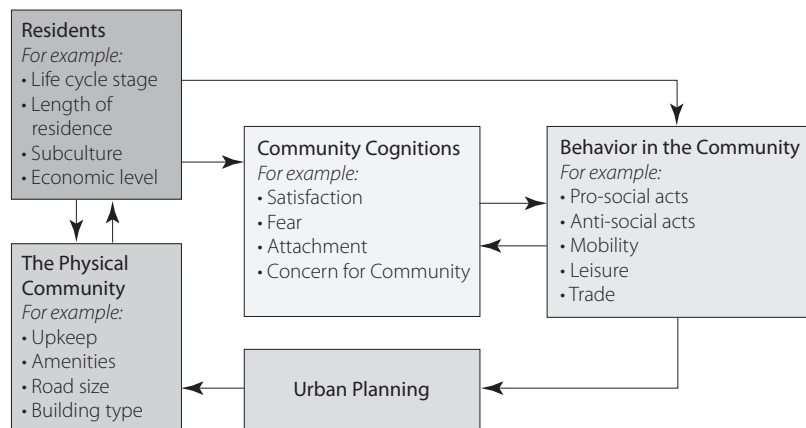 Residents
For example:
• Life cycle stage
• Length of
residence
• Subculture
• Economic level
Community Cognitions
For example:
• Satisfaction
• Fear
• Attachment
• Concern for Community
Behavior in the Community
For example:
• Pro-social acts
• Anti-social acts
• Mobility
• Leisure
• Trade
The Physical
Community
For example:
• Upkeep
• Amenities
• Road size
• Building type
Urban Planning